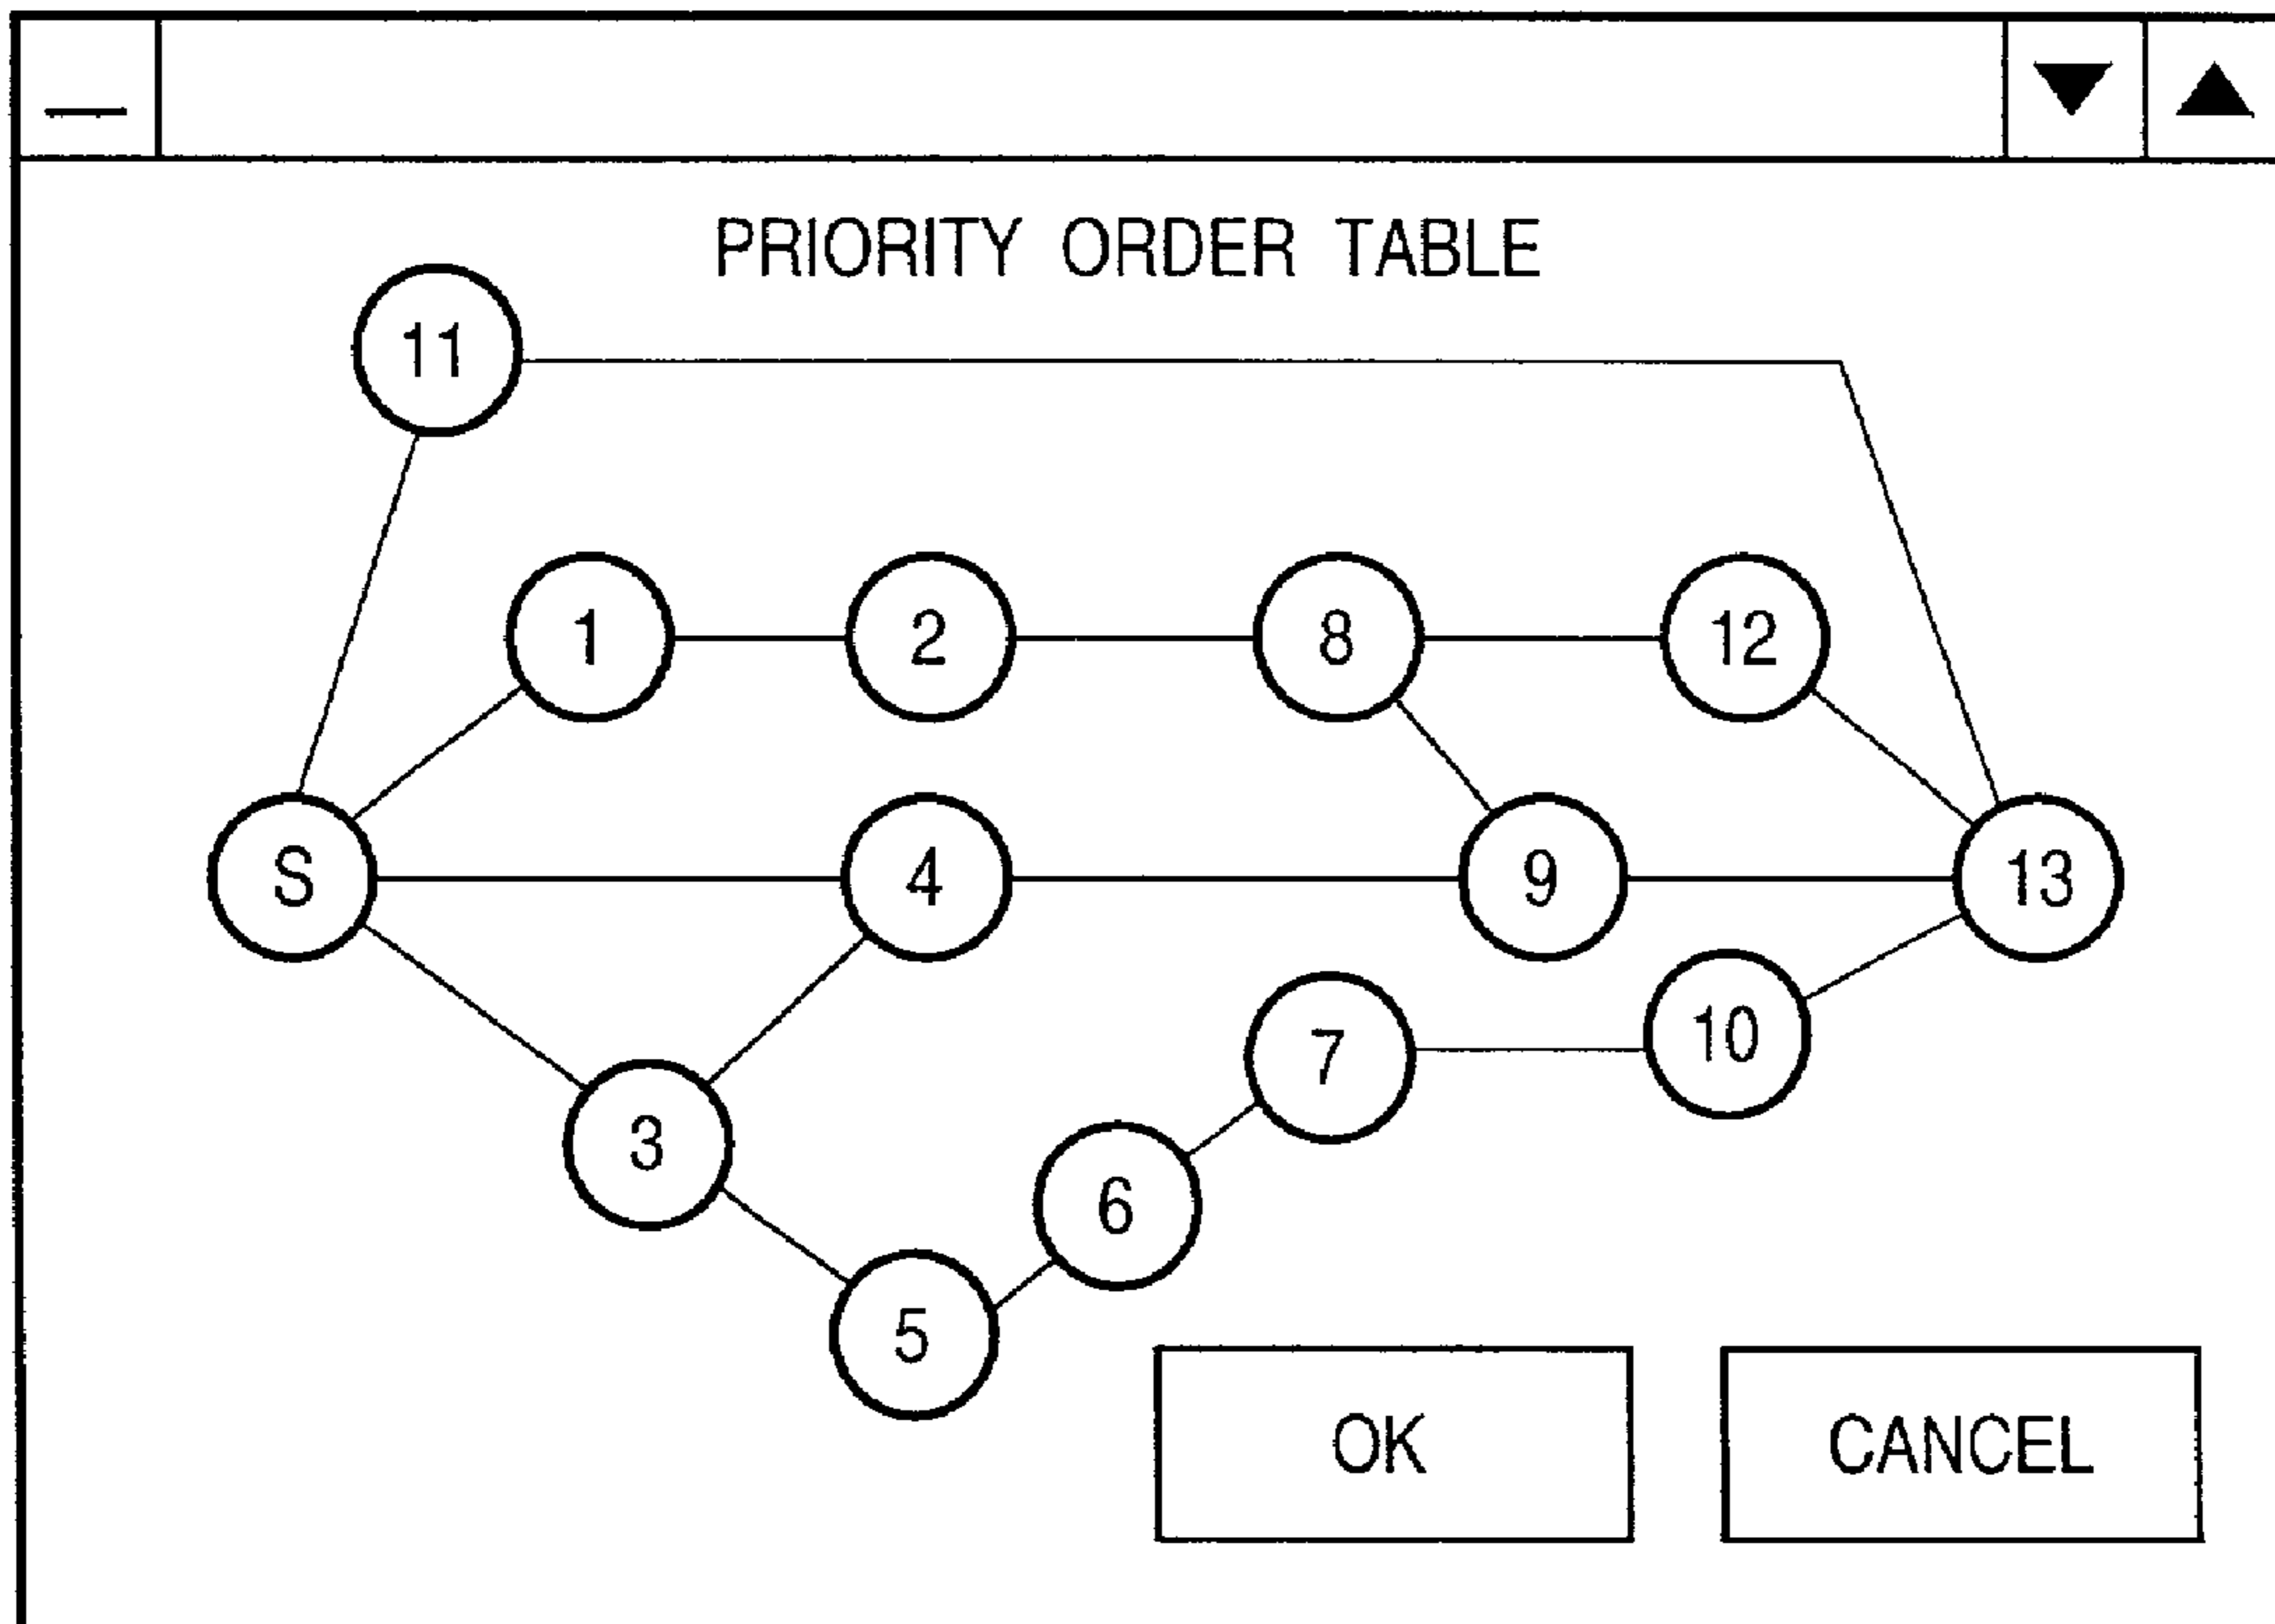 PRIORITY ORDER TABLE
11
1 2 8 12
S 4 9 13
7 10
3 6
5
OK CANCEL